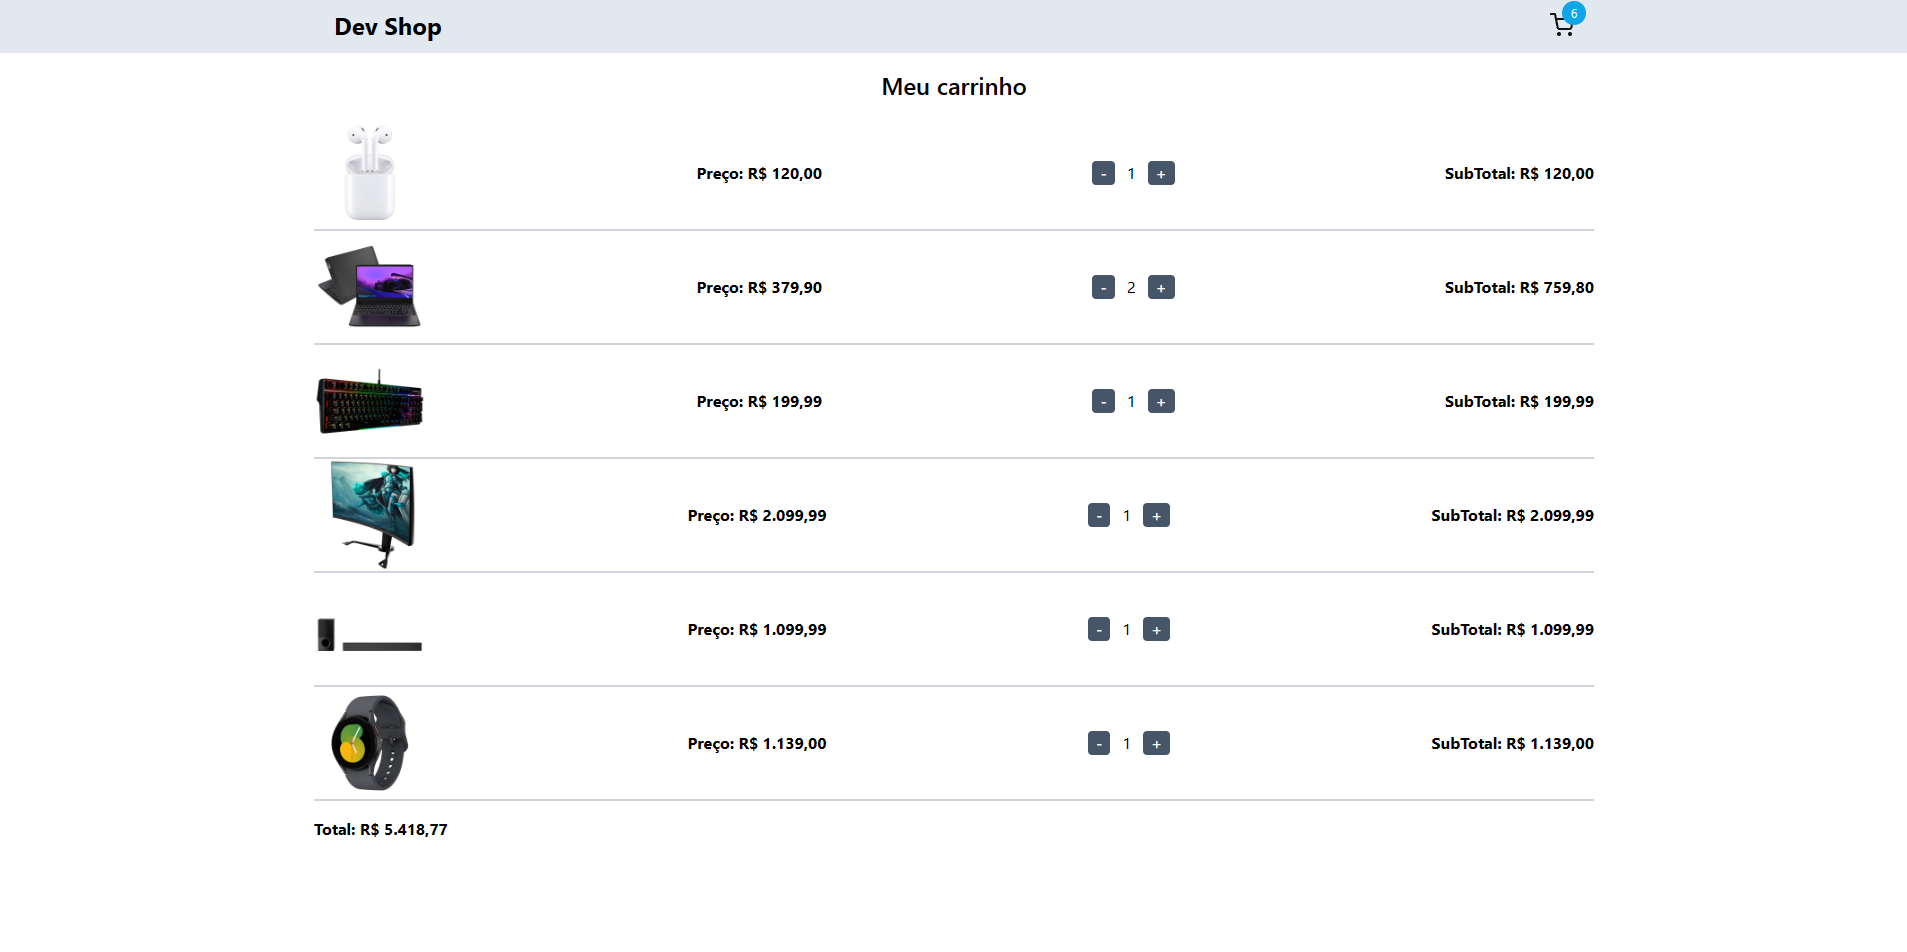 Dev Shop 6
Meu carrinho
Preço: R$ 120,00 - 1 + SubTotal: R$ 120,00
Preço: R$ 379,90 - 2 + SubTotal: R$ 759,80
Preço: R$ 199,99 - 1 + SubTotal: R$ 199,99
Preço: R$ 2.099,99 - 1 + SubTotal: R$ 2.099,99
Preço: R$ 1.099,99 - 1 + SubTotal: R$ 1.099,99
Preço: R$ 1.139,00 - 1 + SubTotal: R$ 1.139,00
Total: R$ 5.418,77